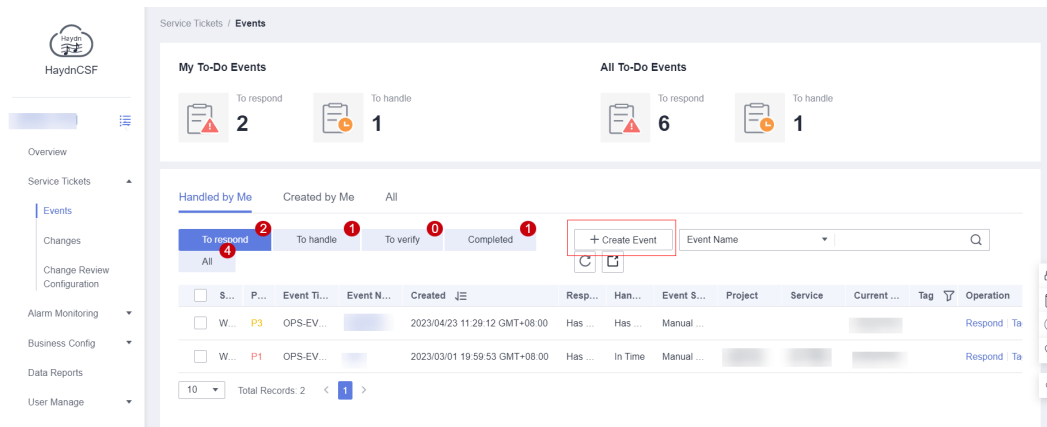 Service Tickets / Events
Haydn
HaydnCSF
Overview
Service Tickets
Events
Changes
Change Review
Configuration
Alarm Monitoring
Business Config
Data Reports
User Manage
My To-Do Events
To respond
2
To handle
1
All To-Do Events
To respond
6
To handle
1
Handled by Me Created by Me All
To respond 2 To handle 1 To verify 0 Completed 1
All 4
+ Create Event Event Name
S... P... Event Ti... Event N... Created Resp... Han... Event S... Project Service Current ... Tag Operation
W... P3 OPS-EV... 2023/04/23 11:29:12 GMT+08:00 Has ... Has ... Manual ... Respond Ta
W... P1 OPS-EV... 2023/03/01 19:59:53 GMT+08:00 Has ... In Time Manual ... Respond Ta
10 Total Records: 2 < 1 >